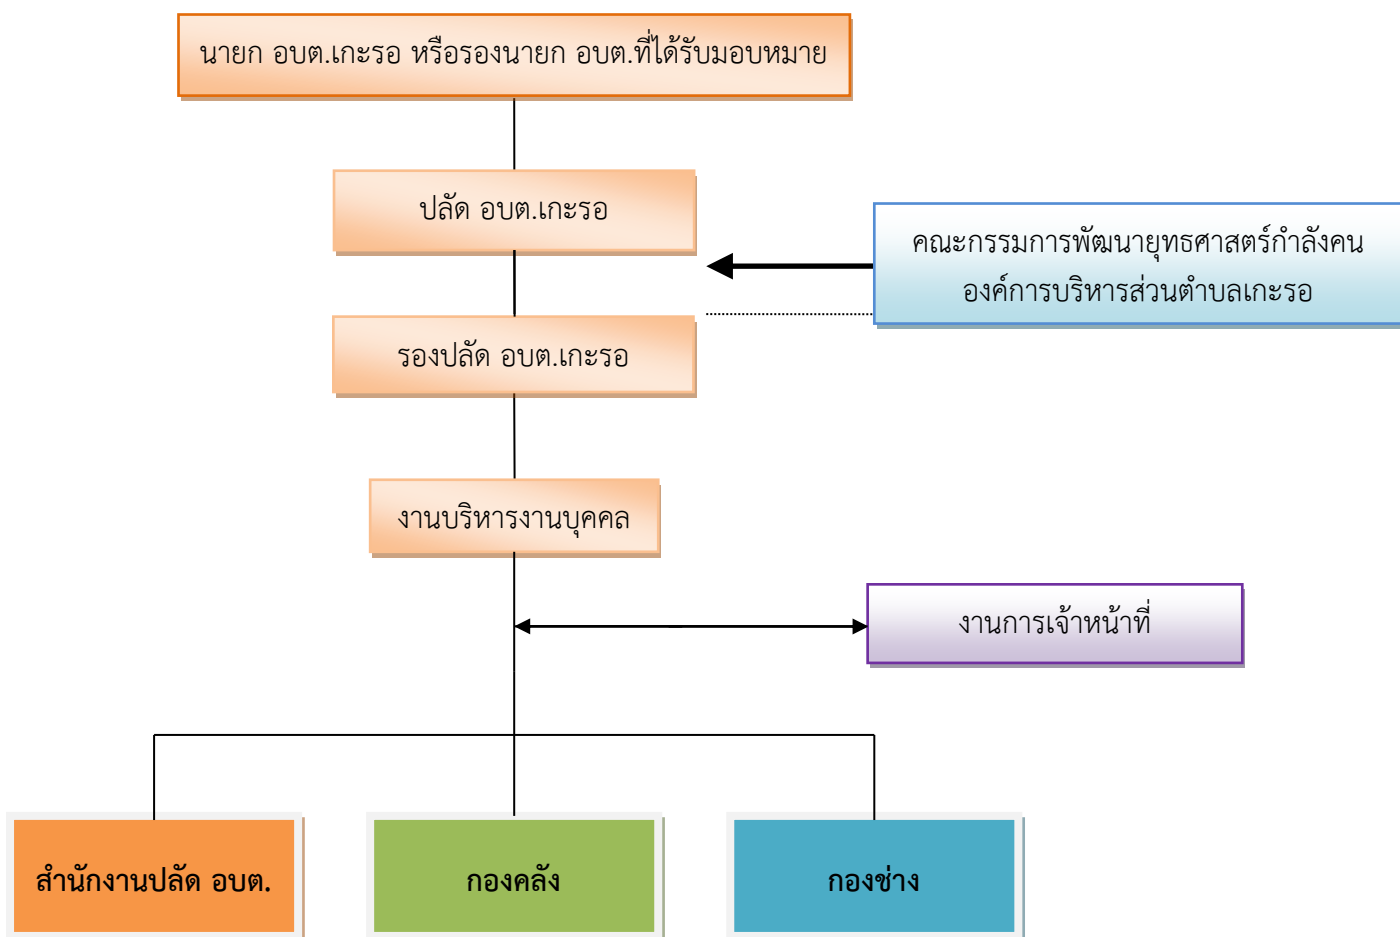 นายก อบต.เกะรอ หรือรองนายก อบต.ที่ได้รับมอบหมาย
ปลัด อบต.เกะรอ
คณะกรรมการพัฒนายุทธศาสตร์กำลังคน
องค์การบริหารส่วนตำบลเกะรอ
รองปลัด อบต.เกะรอ
งานบริหารงานบุคคล
งานการเจ้าหน้าที่
สำนักงานปลัด อบต.
กองคลัง
กองช่าง